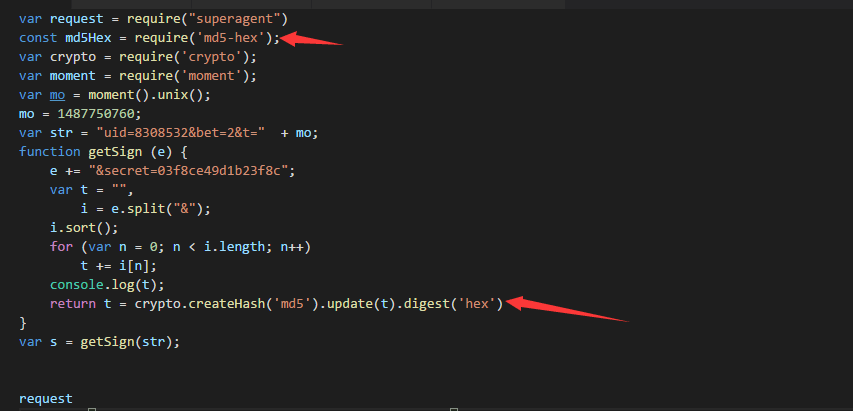 var request = require("superagent")
const md5Hex = require('md5-hex');
var crypto = require('crypto');
var moment = require('moment');
var mo = moment().unix();
mo = 1487750760;
var str = "uid=8308532&bet=2&t="  + mo;
function getSign (e) {
    e += "&secret=03f8ce49d1b23f8c";
    var t = "",
        i = e.split("&");
    i.sort();
    for (var n = 0; n < i.length; n++)
        t += i[n];
    console.log(t);
    return t = crypto.createHash('md5').update(t).digest('hex')
}
var s = getSign(str);
request